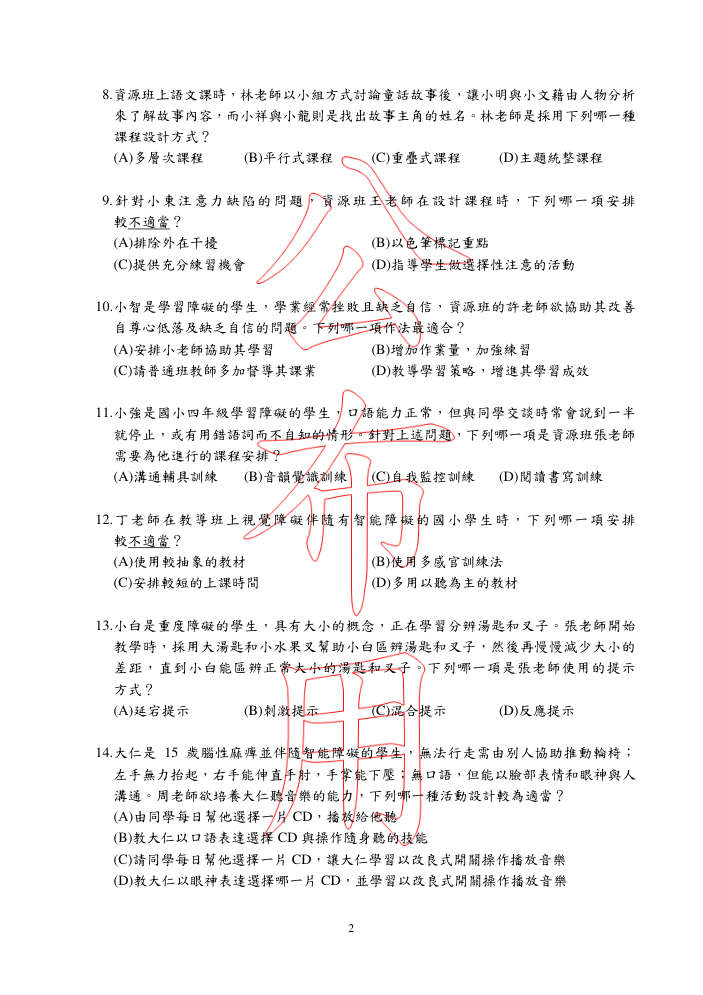 8.資源班上語文課時，林老師以小組方式討論童話故事後，讓小明與小文藉由人物分析
來了解故事內容，而小祥與小龍則是找出故事主角的姓名。林老師是採用下列哪一種
課程設計方式？
(A)多層次課程 (B)平行式課程 (C)重疊式課程 (D)主題統整課程
9.針對小東注意力缺陷的問題，資源班王老師在設計課程時，下列哪一項安排
較不適當？
(A)排除外在干擾 (B)以色筆標記重點
(C)提供充分練習機會 (D)指導學生做選擇性注意的活動
10.小智是學習障礙的學生，學業經常挫敗且缺乏自信，資源班的許老師欲協助其改善
自尊心低落及缺乏自信的問題。下列哪一項作法最適合？
(A)安排小老師協助其學習 (B)增加作業量，加強練習
(C)請普通班教師多加督導其課業 (D)教導學習策略，增進其學習成效
11.小強是國小四年級學習障礙的學生，口語能力正常，但與同學交談時常會說到一半
就停止，或有用錯語詞而不自知的情形。針對上述問題，下列哪一項是資源班張老師
需要為他進行的課程安排？
(A)溝通輔具訓練 (B)音韻覺識訓練 (C)自我監控訓練 (D)閱讀書寫訓練
12.丁老師在教導班上視覺障礙伴隨有智能障礙的國小學生時，下列哪一項安排
較不適當？
(A)使用較抽象的教材 (B)使用多感官訓練法
(C)安排較短的上課時間 (D)多用以聽為主的教材
13.小白是重度障礙的學生，具有大小的概念，正在學習分辨湯匙和叉子。張老師開始
教學時，採用大湯匙和小水果叉幫助小白區辨湯匙和叉子，然後再慢慢減少大小的
差距，直到小白能區辨正常大小的湯匙和叉子。下列哪一項是張老師使用的提示
方式？
(A)延宕提示 (B)刺激提示 (C)混合提示 (D)反應提示
14.大仁是 15 歲腦性麻痺並伴隨智能障礙的學生，無法行走需由別人協助推動輪椅；
左手無力抬起，右手能伸直手肘，手掌能下壓；無口語，但能以臉部表情和眼神與人
溝通。周老師欲培養大仁聽音樂的能力，下列哪一種活動設計較為適當？
(A)由同學每日幫他選擇一片 CD，播放給他聽
(B)教大仁以口語表達選擇 CD 與操作隨身聽的技能
(C)請同學每日幫他選擇一片 CD，讓大仁學習以改良式開關操作播放音樂
(D)教大仁以眼神表達選擇哪一片 CD，並學習以改良式開關操作播放音樂
公布用
2